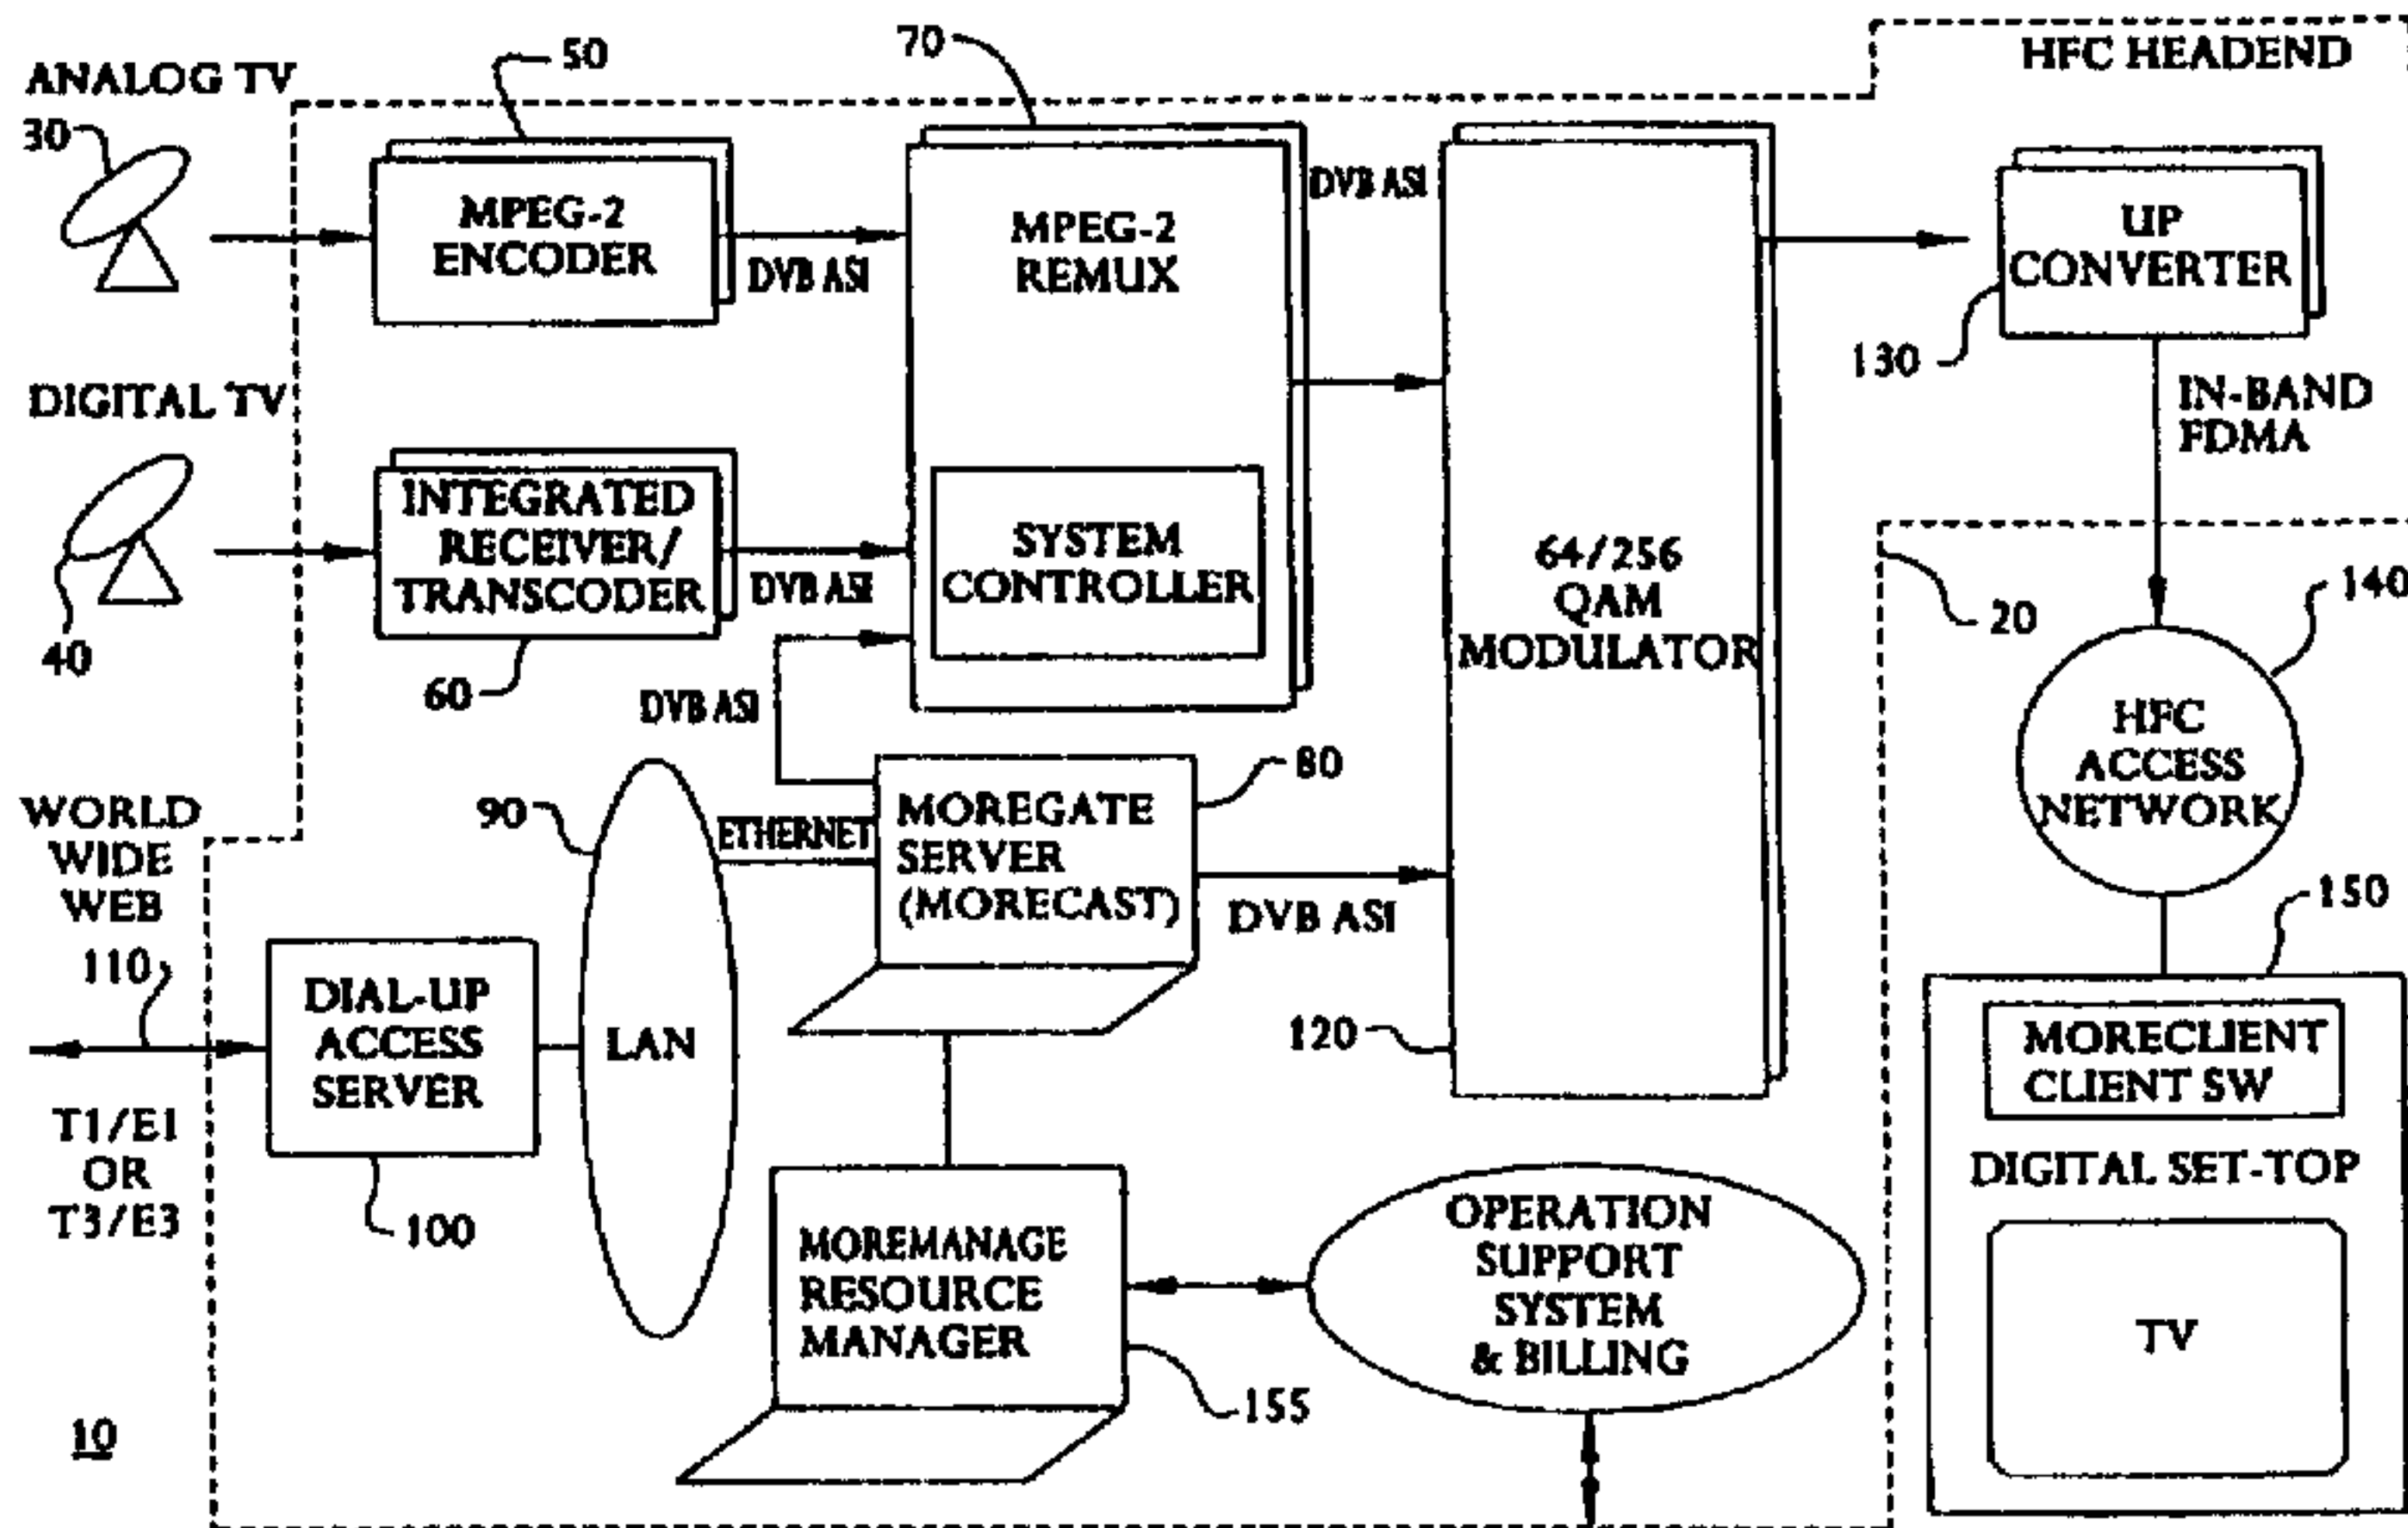 HFC HEADEND
ANALOG TV
30
50
70
MPEG-2
ENCODER
DVB ASI
MPEG-2
REMUX
DVB ASI
UP
CONVERTER
130
IN-BAND
FDMA
DIGITAL TV
40
INTEGRATED
RECEIVER/
TRANSCODER
60
DVB ASI
SYSTEM
CONTROLLER
DVB ASI
64/256
QAM
MODULATOR
120
20
140
HFC
ACCESS
NETWORK
WORLD
WIDE
WEB
110
T1/E1
OR
T3/E3
DIAL-UP
ACCESS
SERVER
100
90
LAN
ETHERNET
MOREGATE
SERVER
(MORECAST)
80
DVB ASI
150
MORECLIENT
CLIENT SW
DIGITAL SET-TOP
TV
MOREMANAGE
RESOURCE
MANAGER
155
OPERATION
SUPPORT
SYSTEM
& BILLING
10